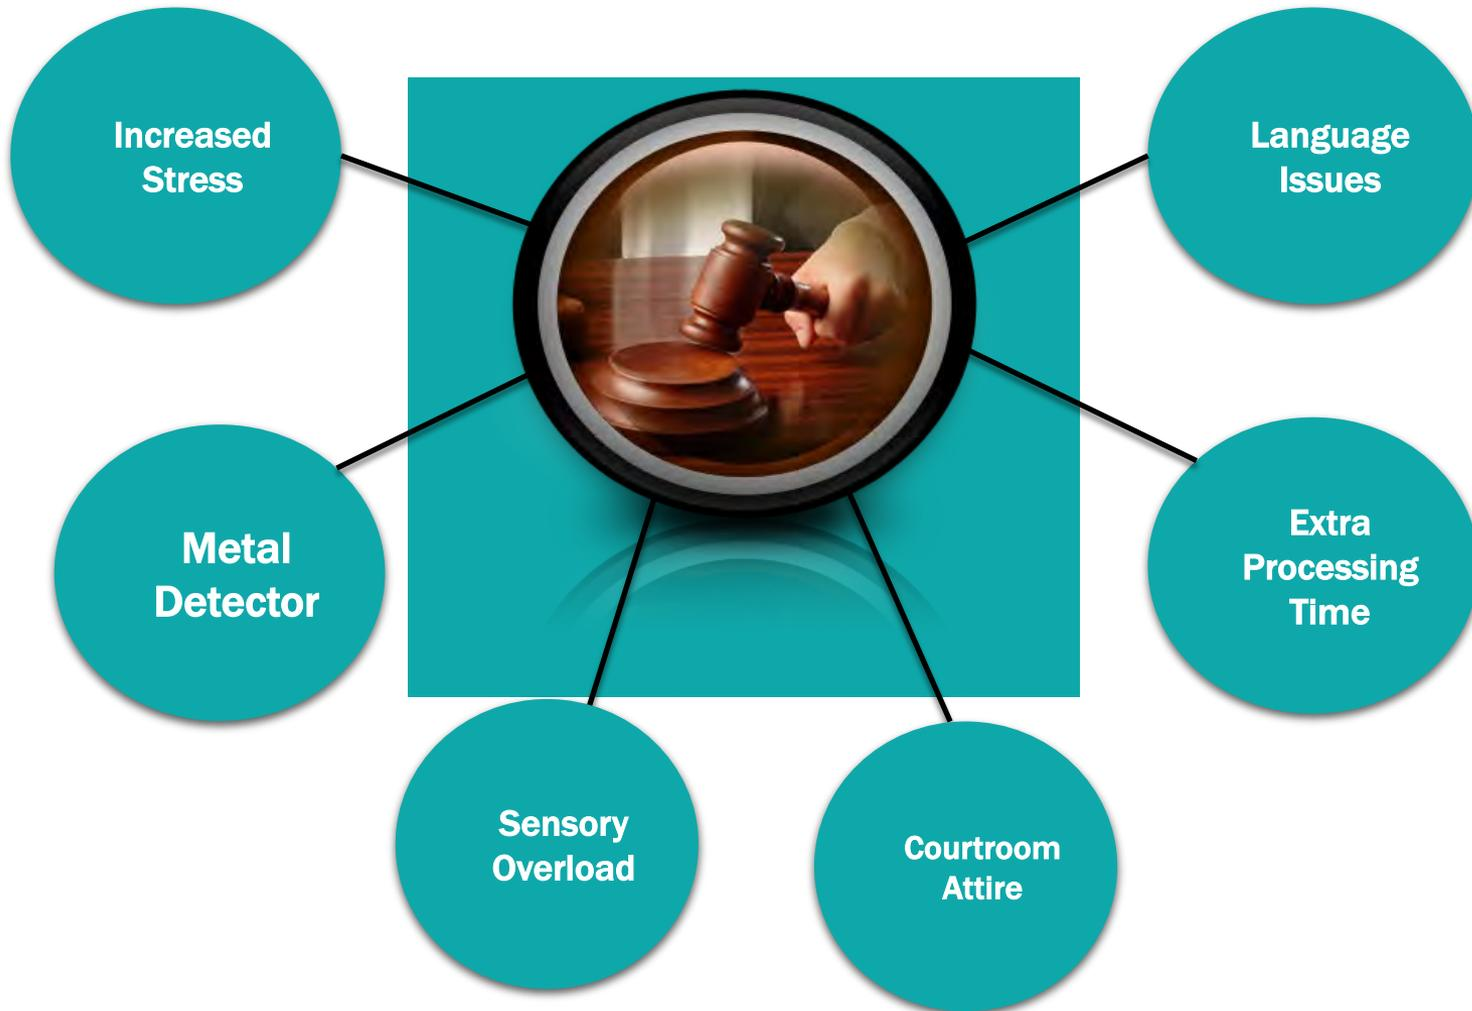 Increased
Stress
Language
Issues
Metal
Detector
Extra
Processing
Time
Sensory
Overload
Courtroom
Attire